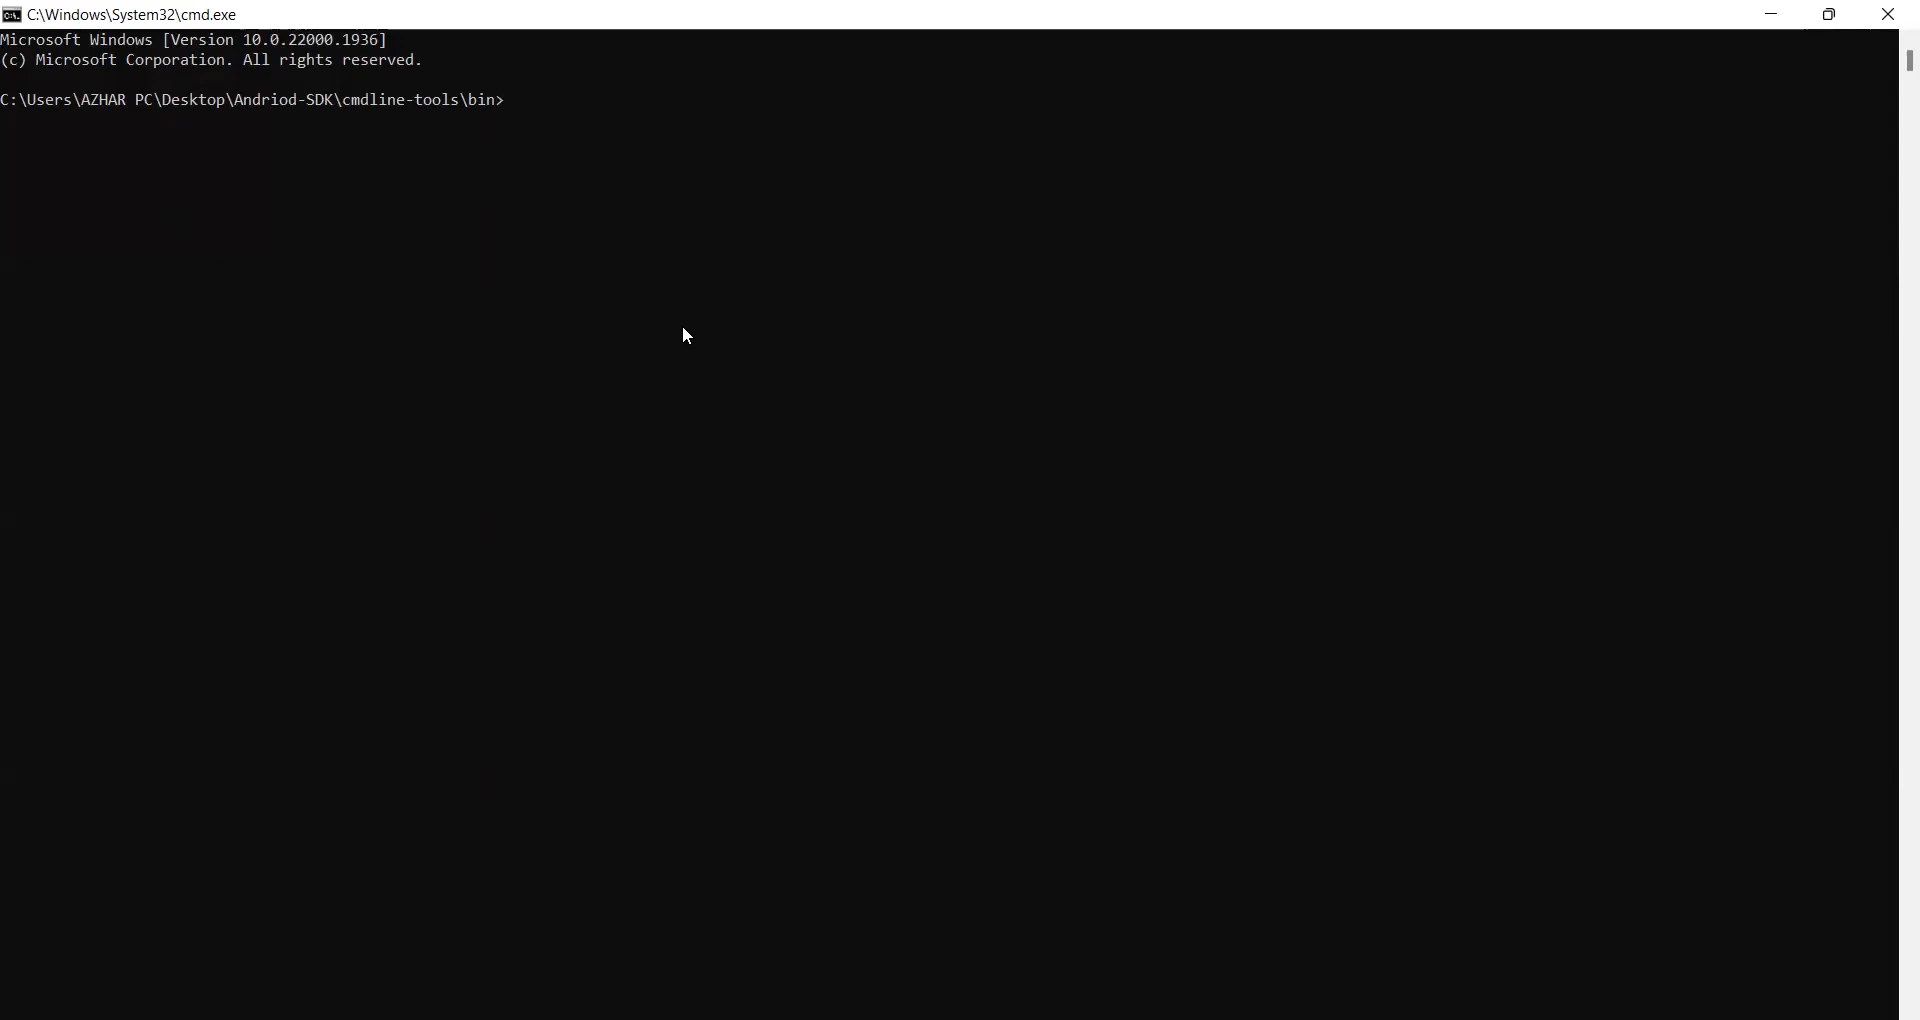 C:\Windows\System32\cmd.exe
Microsoft Windows [Version 10.0.22000.1936]
(c) Microsoft Corporation. All rights reserved.
C:\Users\AZHAR PC\Desktop\Andriod-SDK\cmdline-tools\bin>